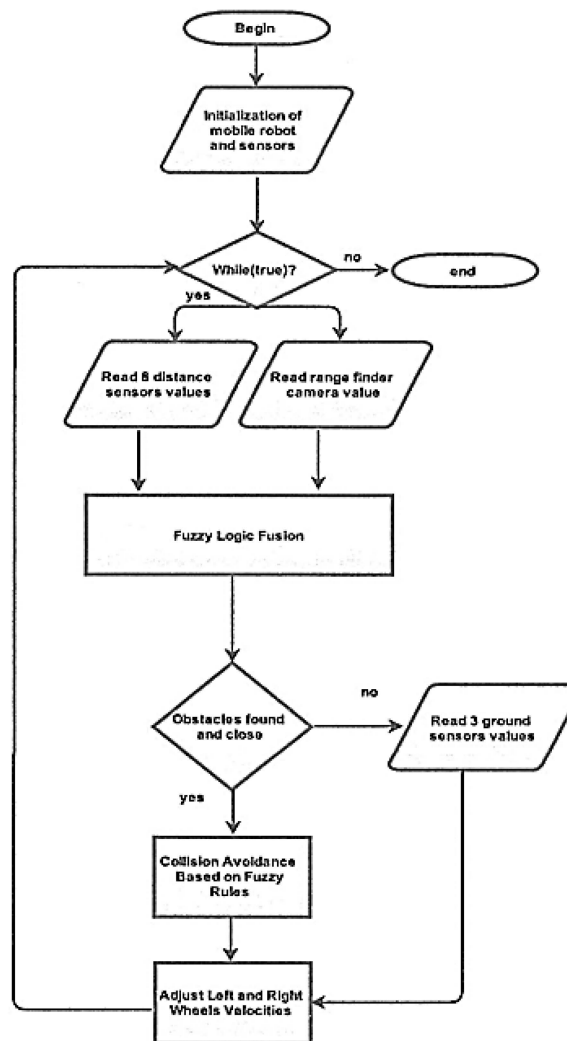 Begin
Initialization of
mobile robot
and sensors
While(true)?
no
end
yes
Read 8 distance
sensors values
Read range finder
camera value
Fuzzy Logic Fusion
Obstacles found
and close
no
Read 3 ground
sensors values
yes
Collision Avoidance
Based on Fuzzy
Rules
Adjust Left and Right
Wheels Velocities